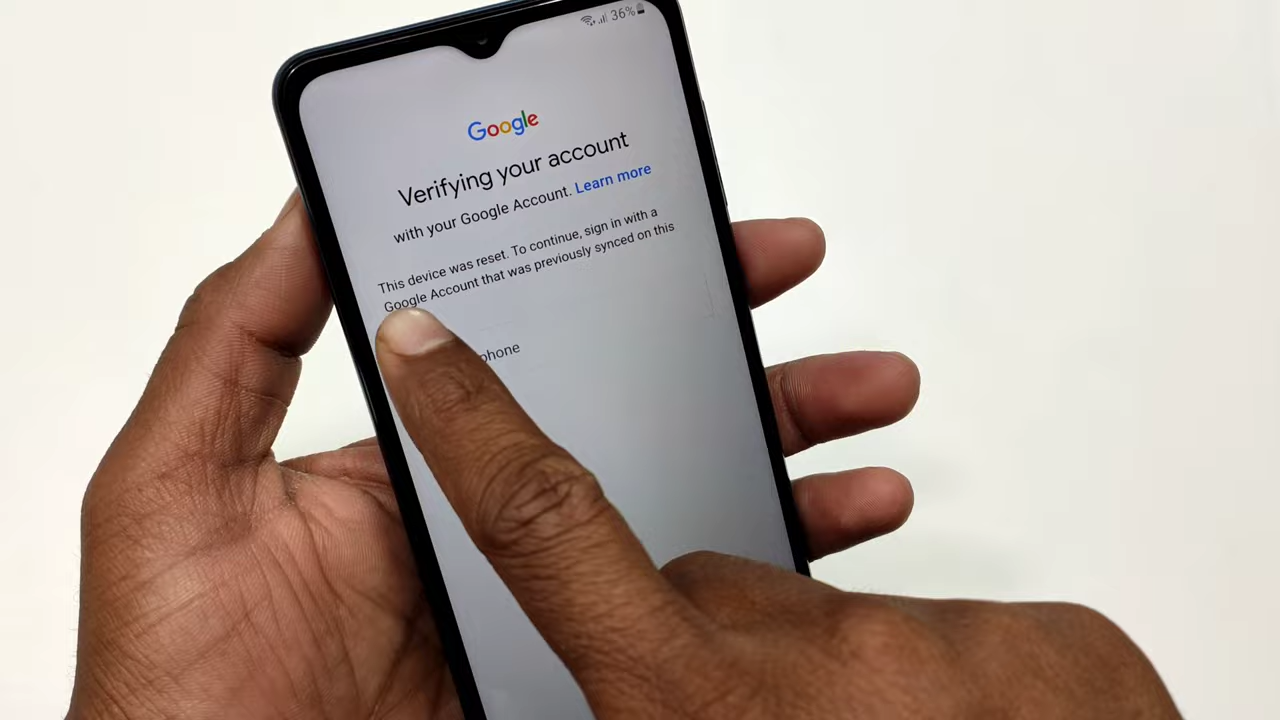 36%
Google
Verifying your account
with your Google Account. Learn more
This device was reset. To continue, sign in with a
Google Account that was previously synced on this
phone